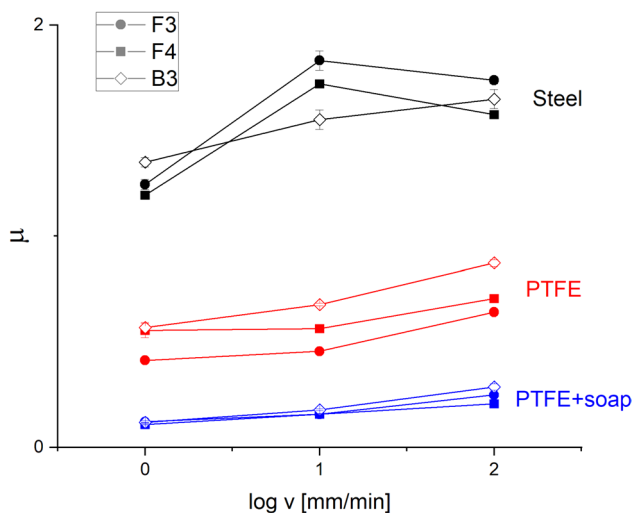 2
F3
F4
B3
Steel
μ
PTFE
PTFE+soap
0
0
1
2
log v [mm/min]